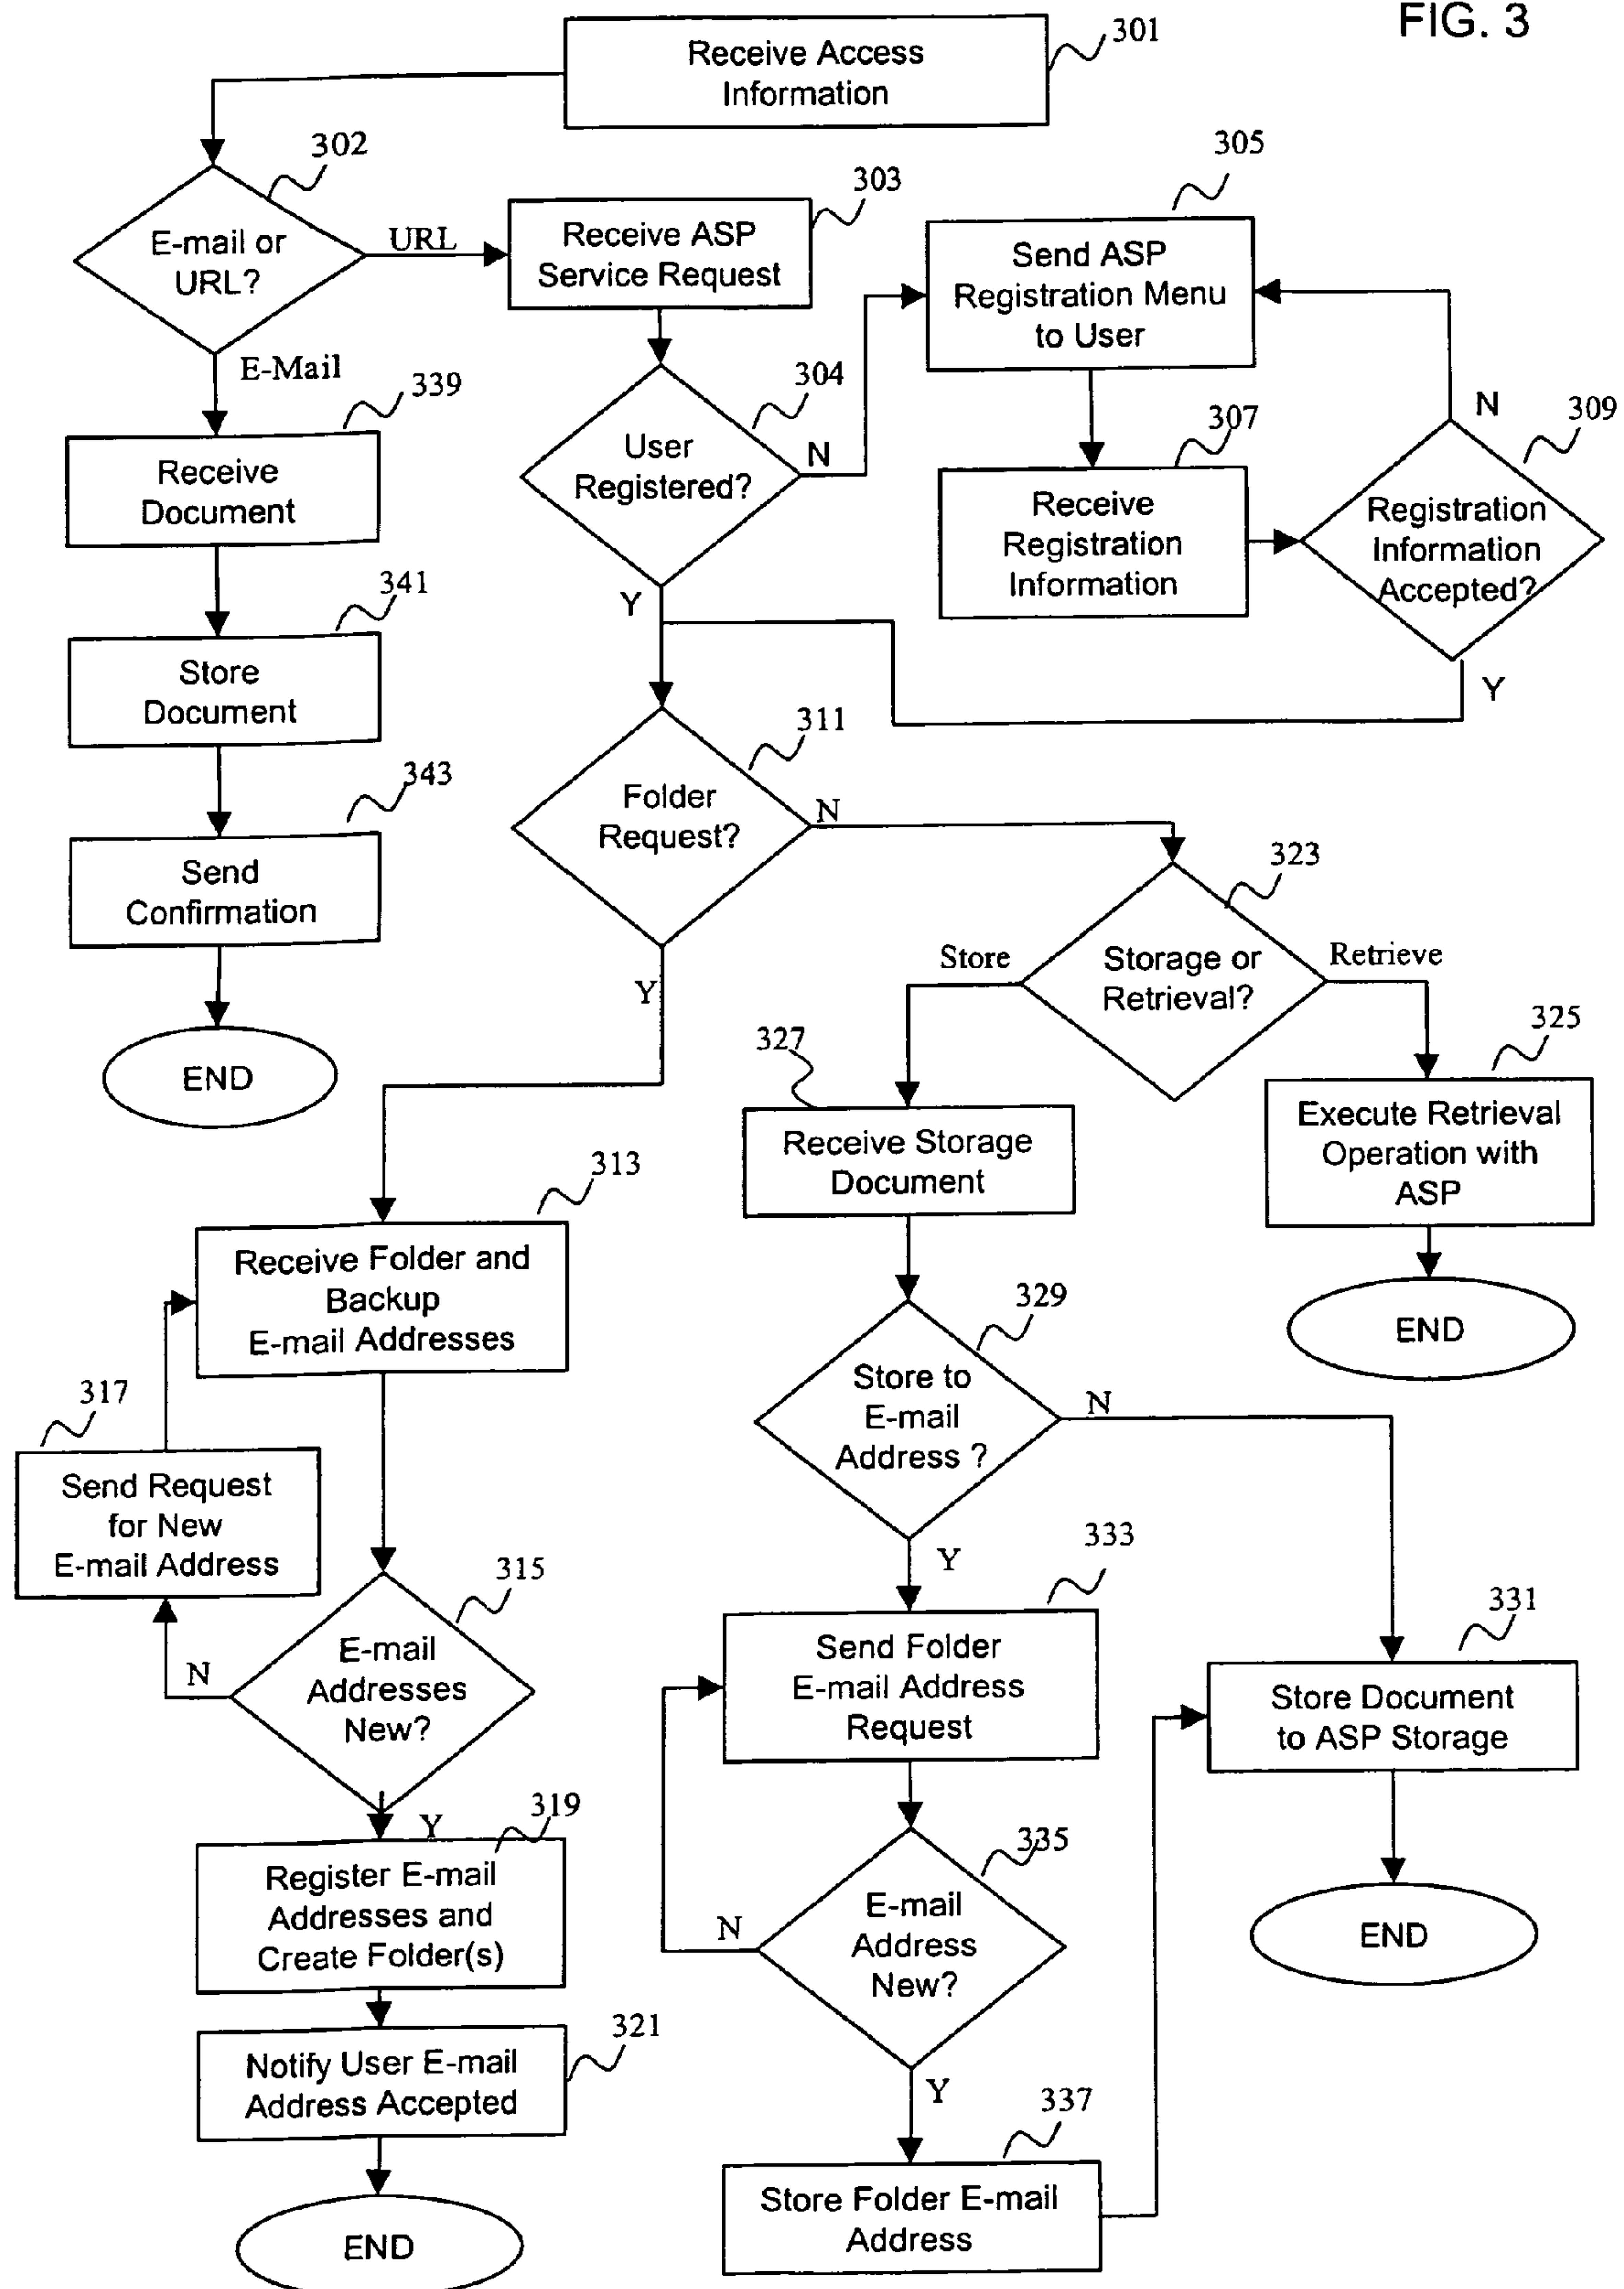 FIG. 3
Receive Access
Information
301
302
E-mail or
URL?
URL
E-Mail
303
Receive ASP
Service Request
305
Send ASP
Registration Menu
to User
304
User
Registered?
N
Y
307
Receive
Registration
Information
309
N
Registration
Information
Accepted?
Y
339
Receive
Document
341
Store
Document
343
Send
Confirmation
END
311
Folder
Request?
N
Y
323
Storage or
Retrieval?
Store
Retrieve
325
Execute Retrieval
Operation with
ASP
END
327
Receive Storage
Document
313
Receive Folder and
Backup
E-mail Addresses
317
Send Request
for New
E-mail Address
315
E-mail
Addresses
New?
N
Y
319
Register E-mail
Addresses and
Create Folder(s)
321
Notify User E-mail
Address Accepted
END
329
Store to
E-mail
Address ?
N
Y
333
Send Folder
E-mail Address
Request
331
Store Document
to ASP Storage
END
335
E-mail
Address
New?
N
Y
337
Store Folder E-mail
Address